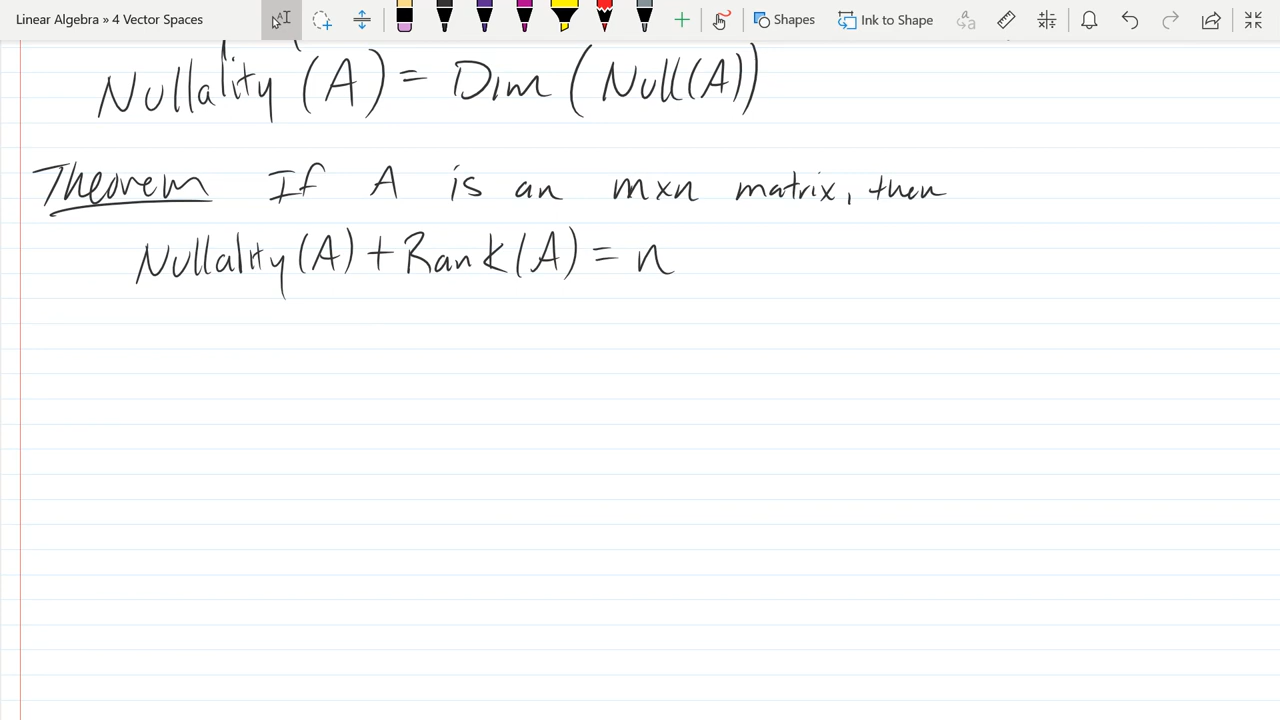 Linear Algebra » 4 Vector Spaces
Shapes
Ink to Shape
Nullality (A) = Dim (Null(A))
Theorem If A is an mxn matrix, then
Nullality (A) + Rank (A) = n